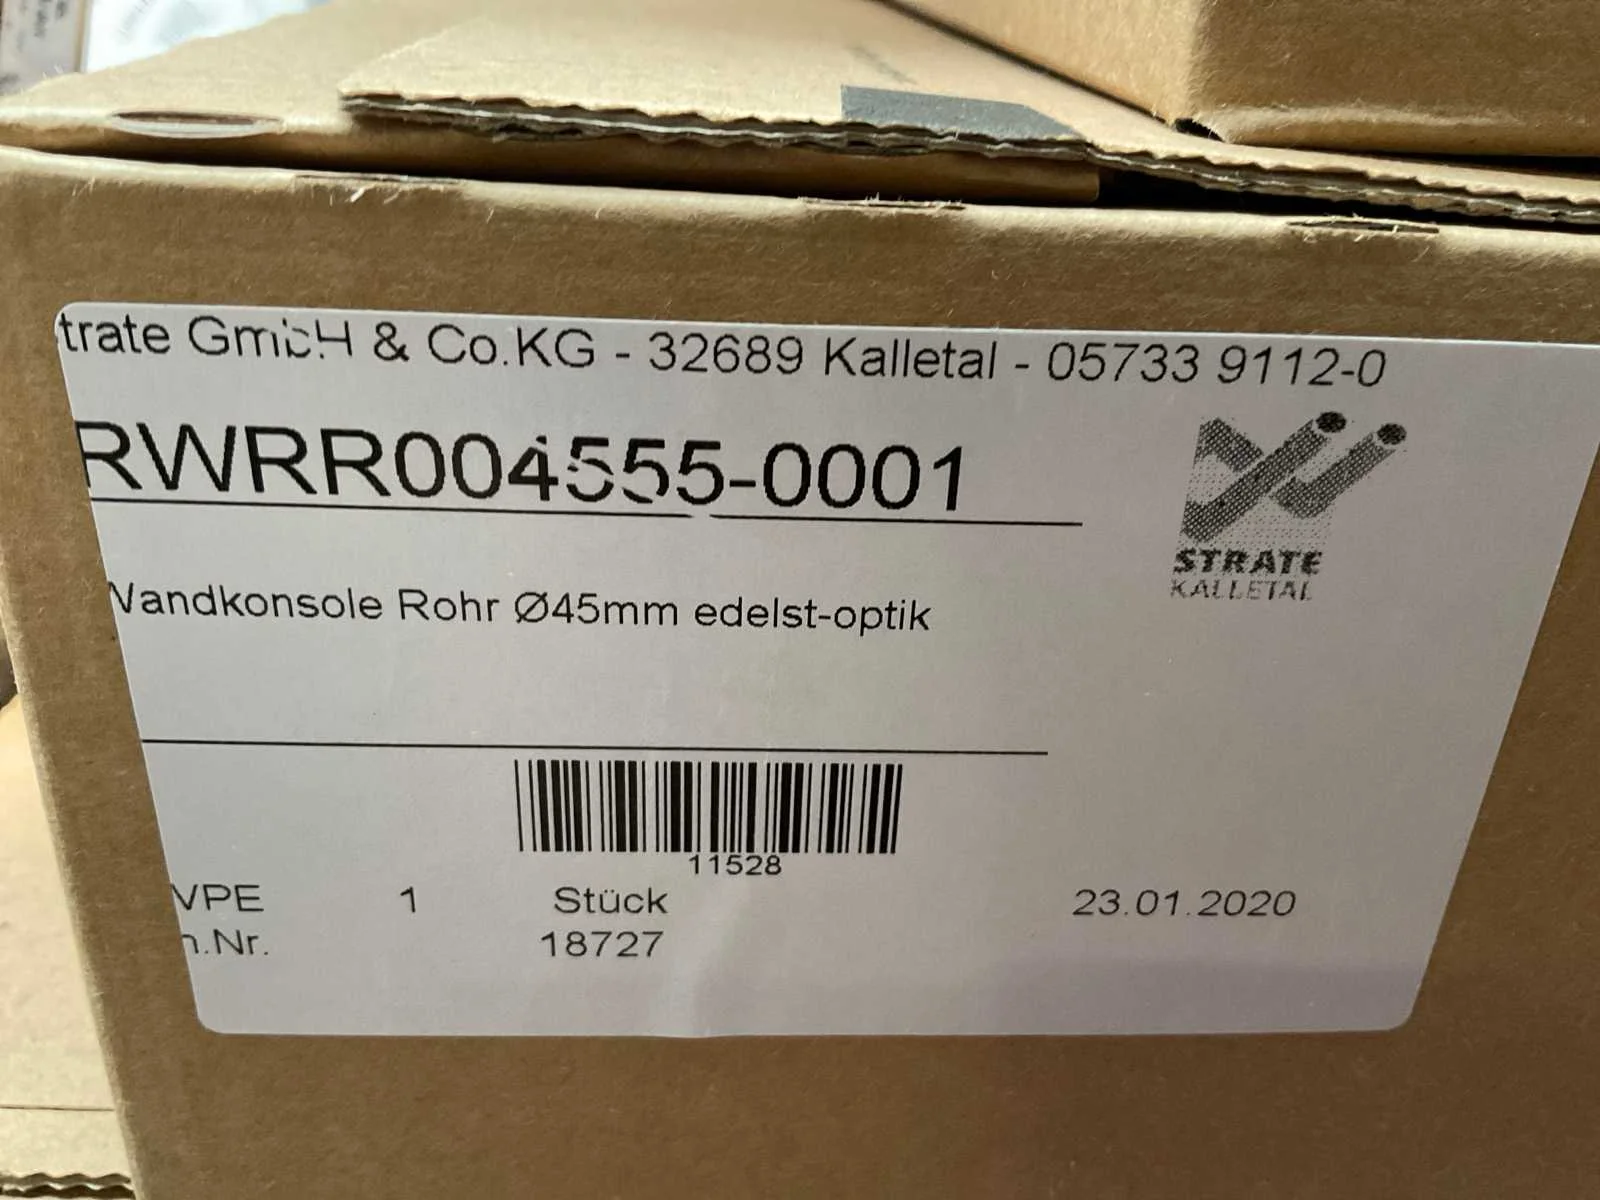 trate GmbH & Co.KG - 32689 Kalletal - 05733 9112-0
RWRR004555-0001
STRATE
KALLETAL
Wandkonsole Rohr Ø45mm edelst-optik
11528
VPE 1 Stück 23.01.2020
n.Nr. 18727